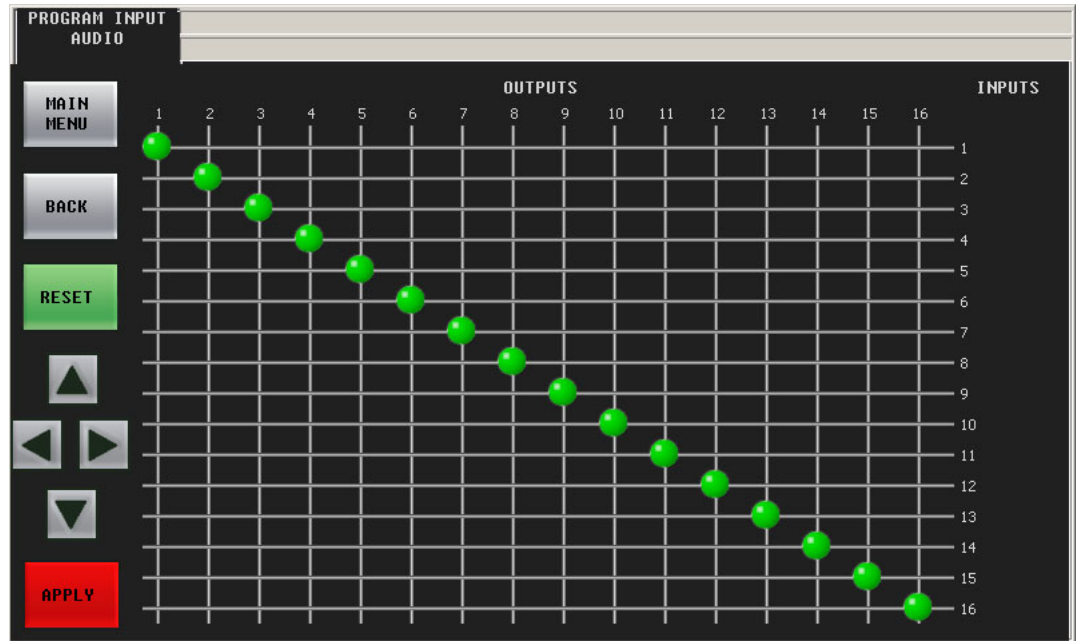 PROGRAM INPUT
AUDIO
OUTPUTS
INPUTS
MAIN
MENU
1 2 3 4 5 6 7 8 9 10 11 12 13 14 15 16
1
2
BACK
3
4
5
RESET
6
7
8
9
10
11
12
13
14
APPLY
15
16